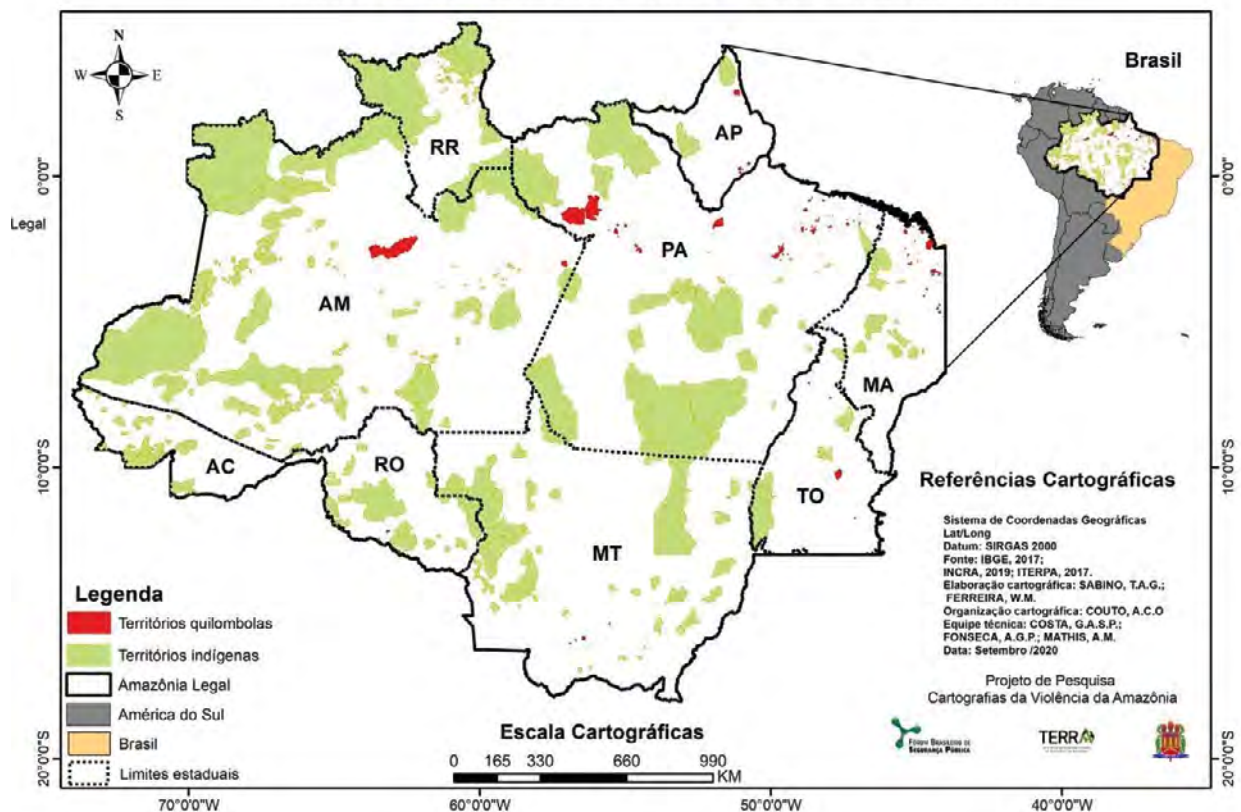 N
W E
S
Brasil
RR
AP
0°0'0"
0°0'0"
Legal
PA
AM
MA
AC
RO
TO
MT
10°0'0"S
10°0'0"S
Referências Cartográficas
Sistema de Coordenadas Geográficas
Lat/Long
Datum: SIRGAS 2000
Fonte: IBGE, 2017;
INCRA, 2019; ITERPA, 2017.
Elaboração cartográfica: SABINO, T.A.G.;
FERREIRA, W.M.
Organização cartográfica: COUTO, A.C.O
Equipe técnica: COSTA, G.A.S.P.;
FONSECA, A.G.P.; MATHIS, A.M.
Data: Setembro /2020
Projeto de Pesquisa
Cartografias da Violência da Amazônia
FÓRUM BRASILEIRO DE
SEGURANÇA PÚBLICA
TERRA
Legenda
Territórios quilombolas
Territórios indígenas
Amazônia Legal
América do Sul
Brasil
Limites estaduais
Escala Cartográficas
0 165 330 660 990
KM
20°0'0"S
20°0'0"S
70°0'0"W 60°0'0"W 50°0'0"W 40°0'0"W